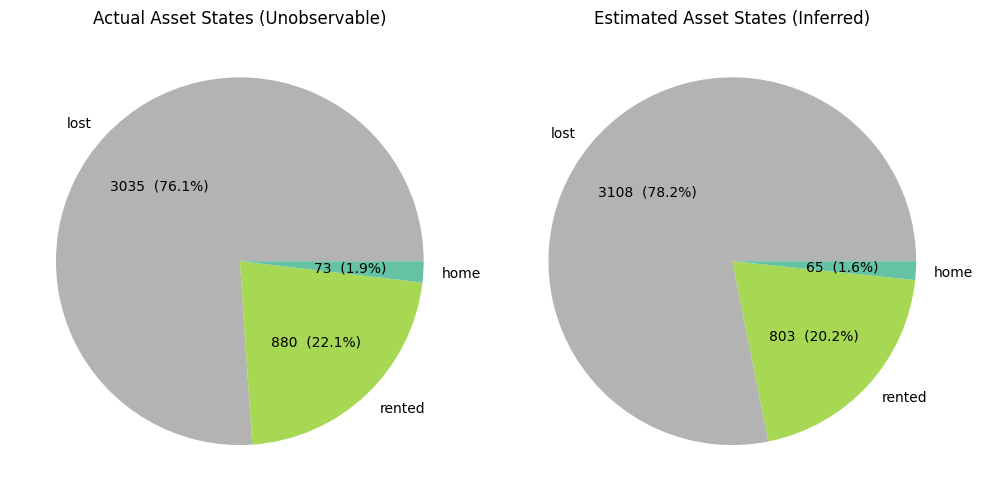 Actual Asset States (Unobservable)
lost
3035 (76.1%)
73 (1.9%)
home
880 (22.1%)
rented
Estimated Asset States (Inferred)
lost
3108 (78.2%)
65 (1.6%)
home
803 (20.2%)
rented